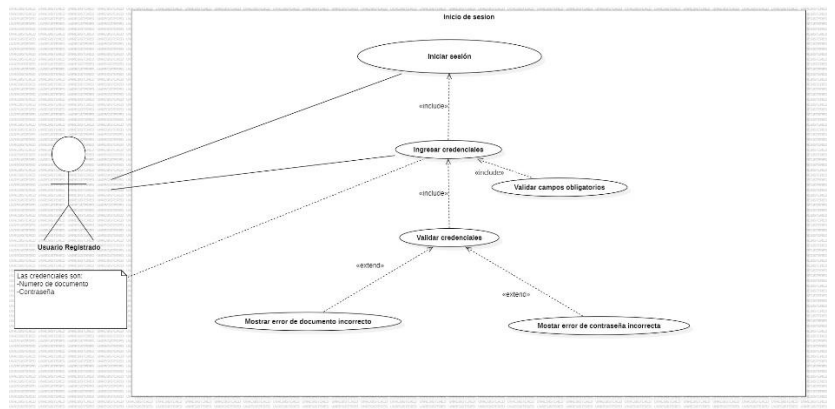 Inicio de sesion
Iniciar sesión
«include»
Ingresar credenciales
«include»
Validar campos obligatorios
«include»
Validar credenciales
Usuario Registrado
Las credenciales son:
-Numero de documento
-Contraseña
«extend»
«extend»
Mostrar error de documento incorrecto
Mostar error de contraseña incorrecta